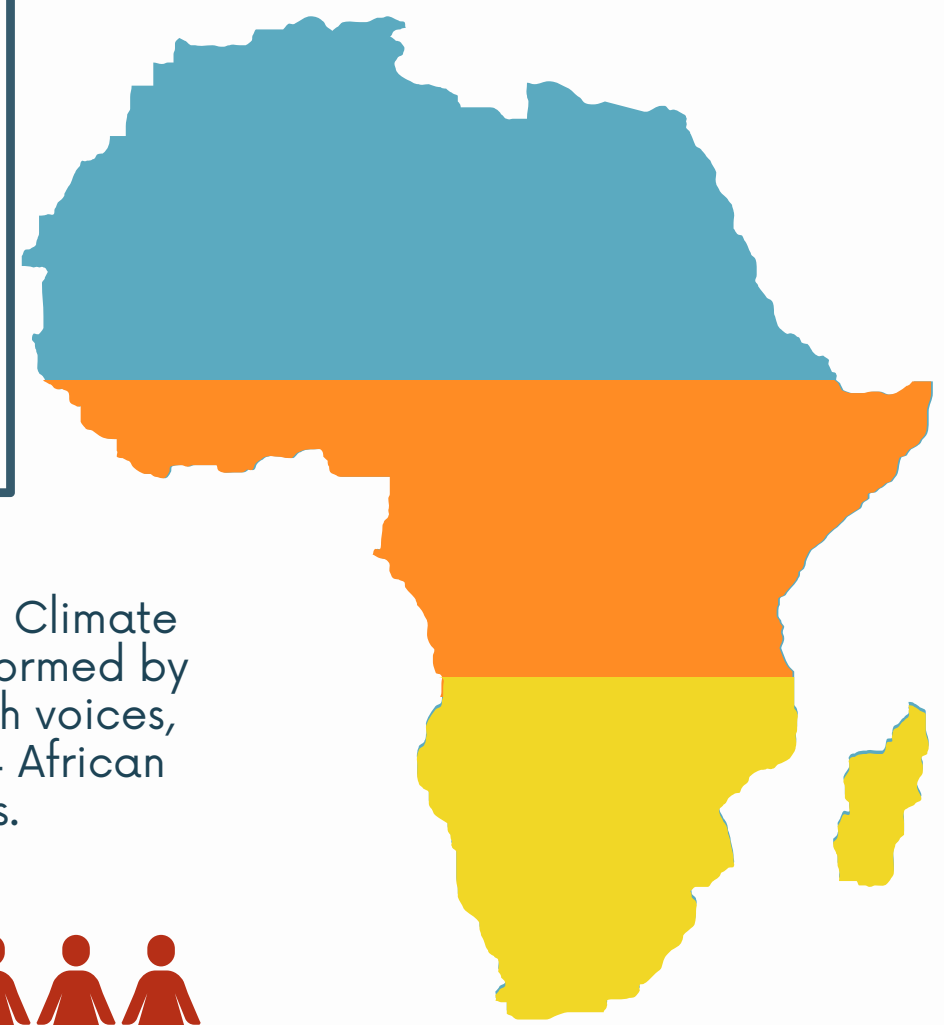 Climate
ormed by
h voices,
African
s.